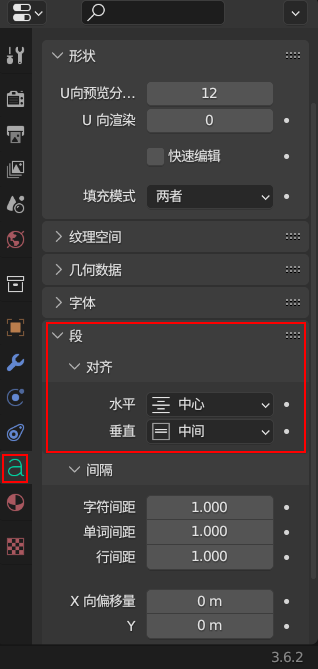 形状
U向预览分... 12
U 向渲染 0
快速编辑
填充模式 两者
纹理空间
几何数据
字体
段
对齐
水平 中心
垂直 中间
a
间隔
字符间距 1.000
单词间距 1.000
行间距 1.000
X 向偏移量 0 m
Y 0 m
3.6.2